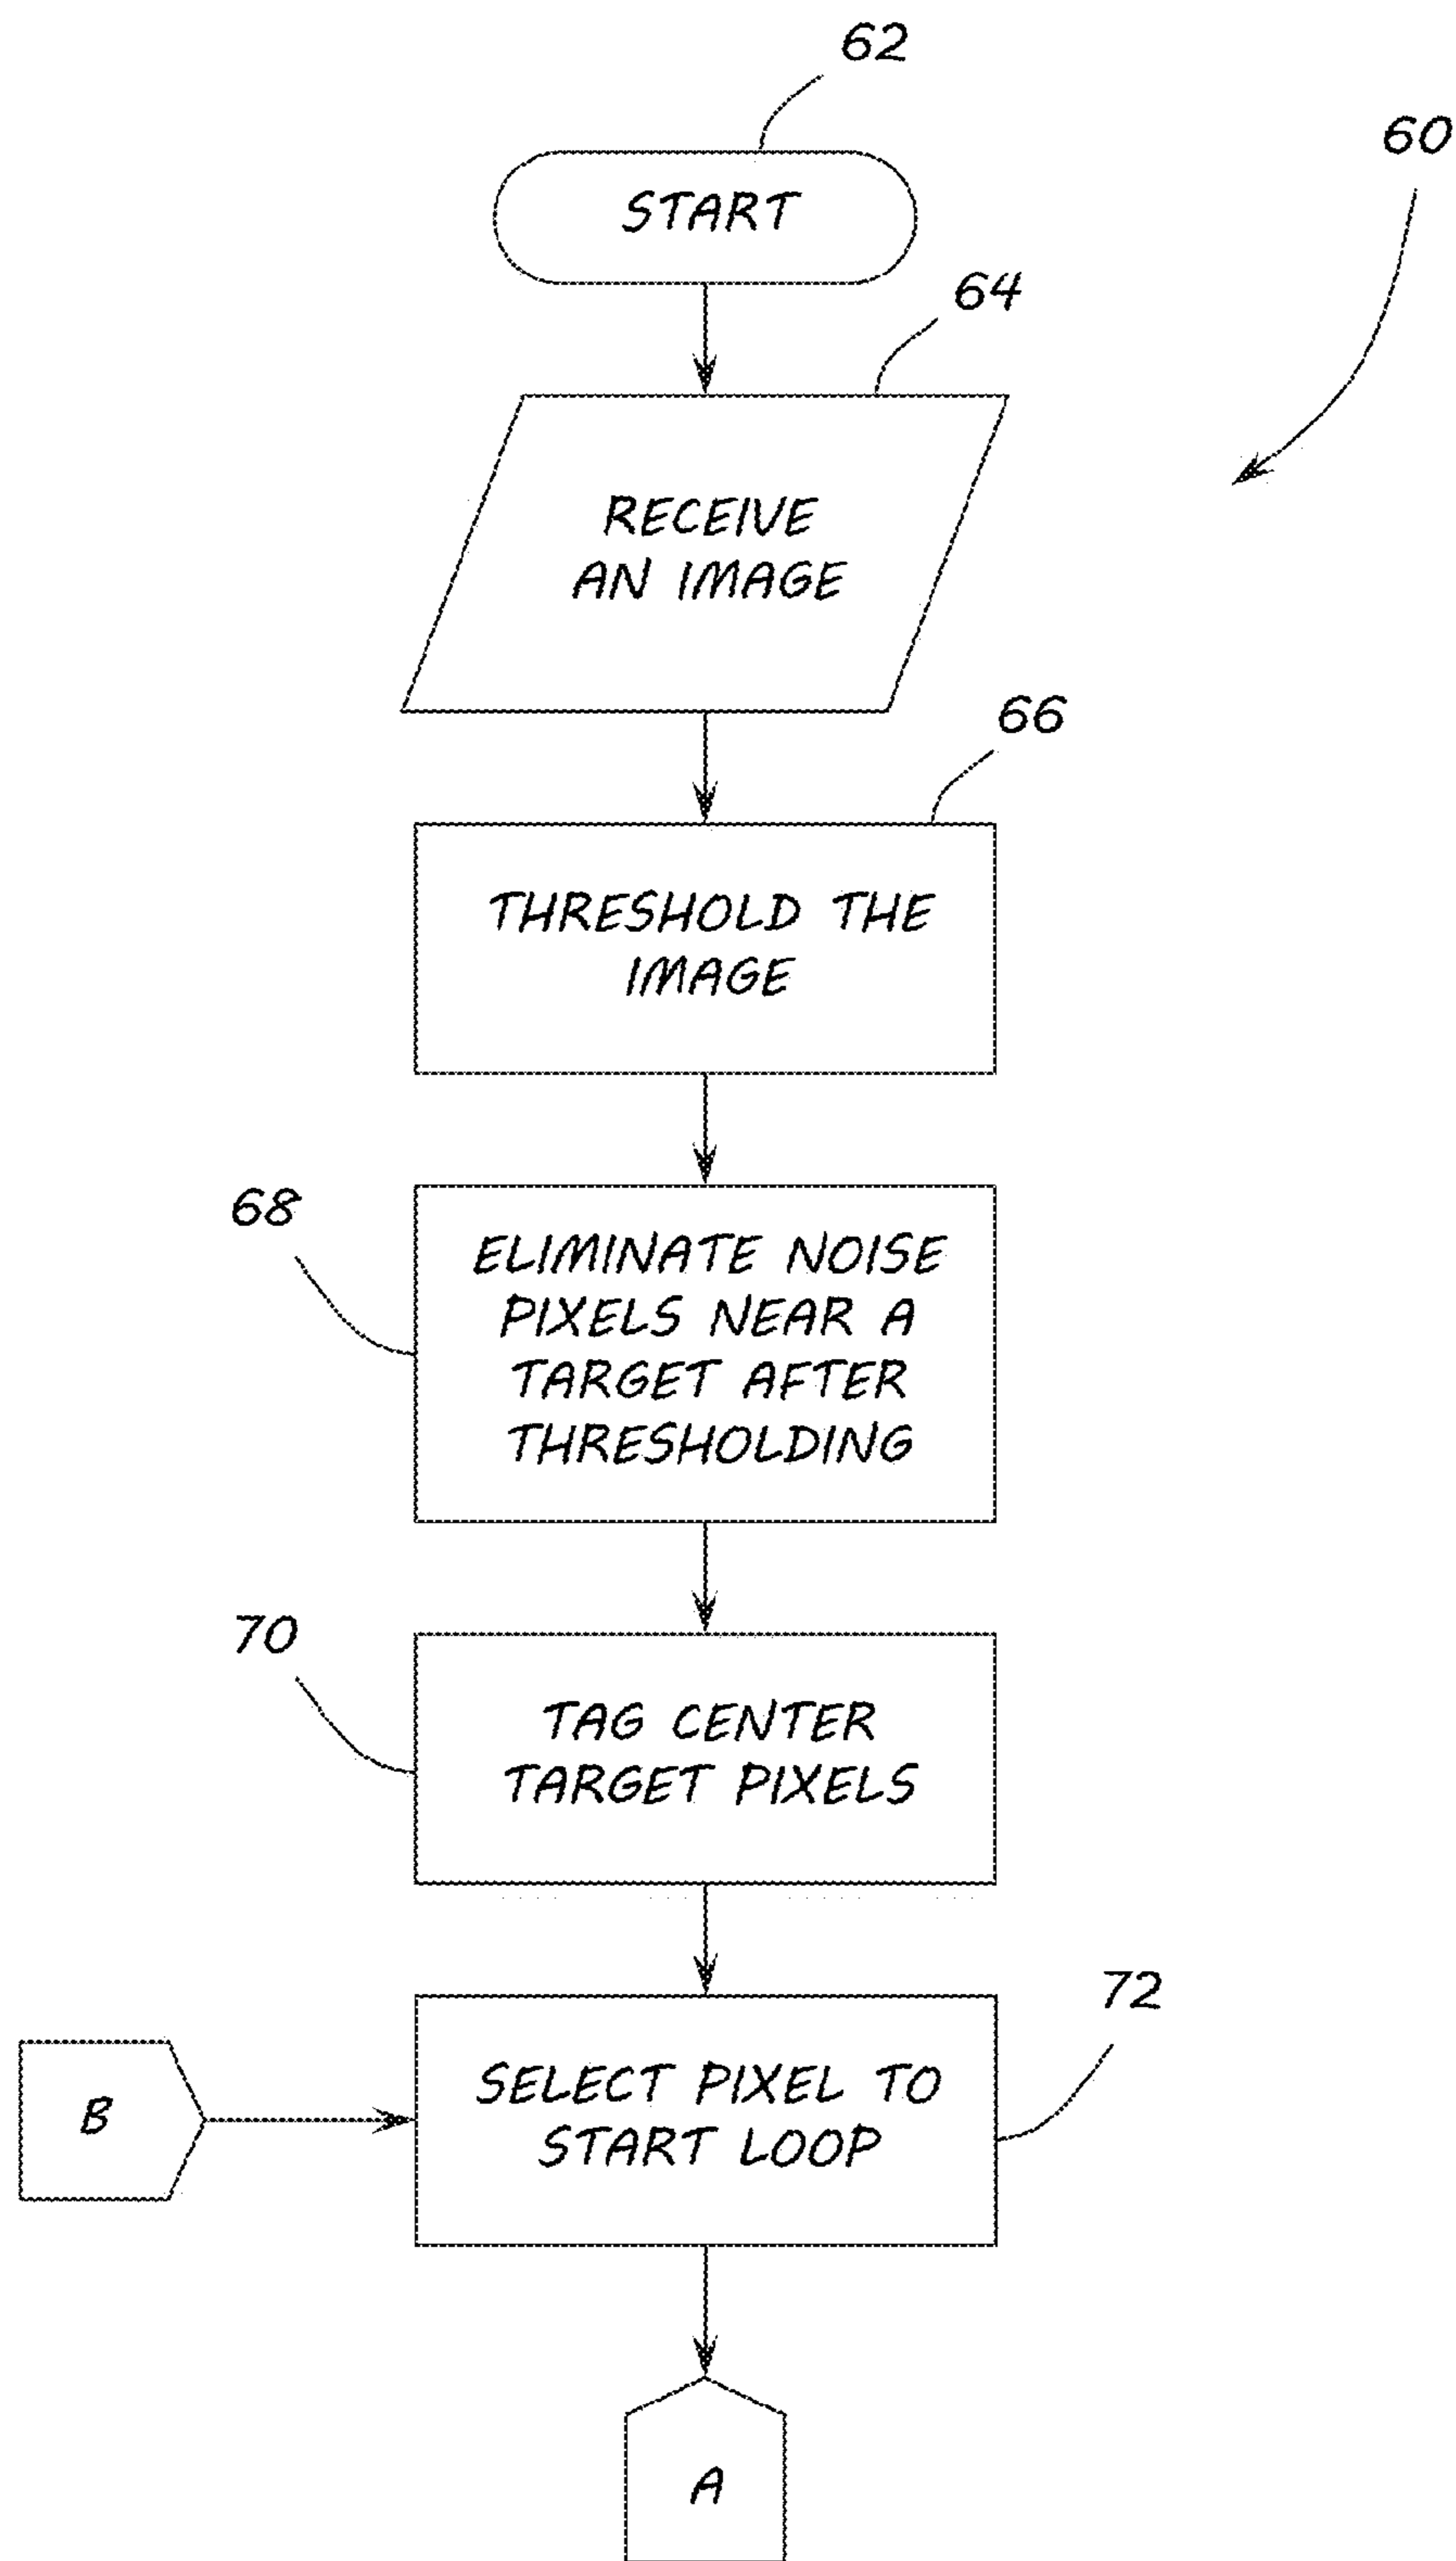 62
60
START
64
RECEIVE
AN IMAGE
66
THRESHOLD THE
IMAGE
68
ELIMINATE NOISE
PIXELS NEAR A
TARGET AFTER
THRESHOLDING
70
TAG CENTER
TARGET PIXELS
72
B
SELECT PIXEL TO
START LOOP
A